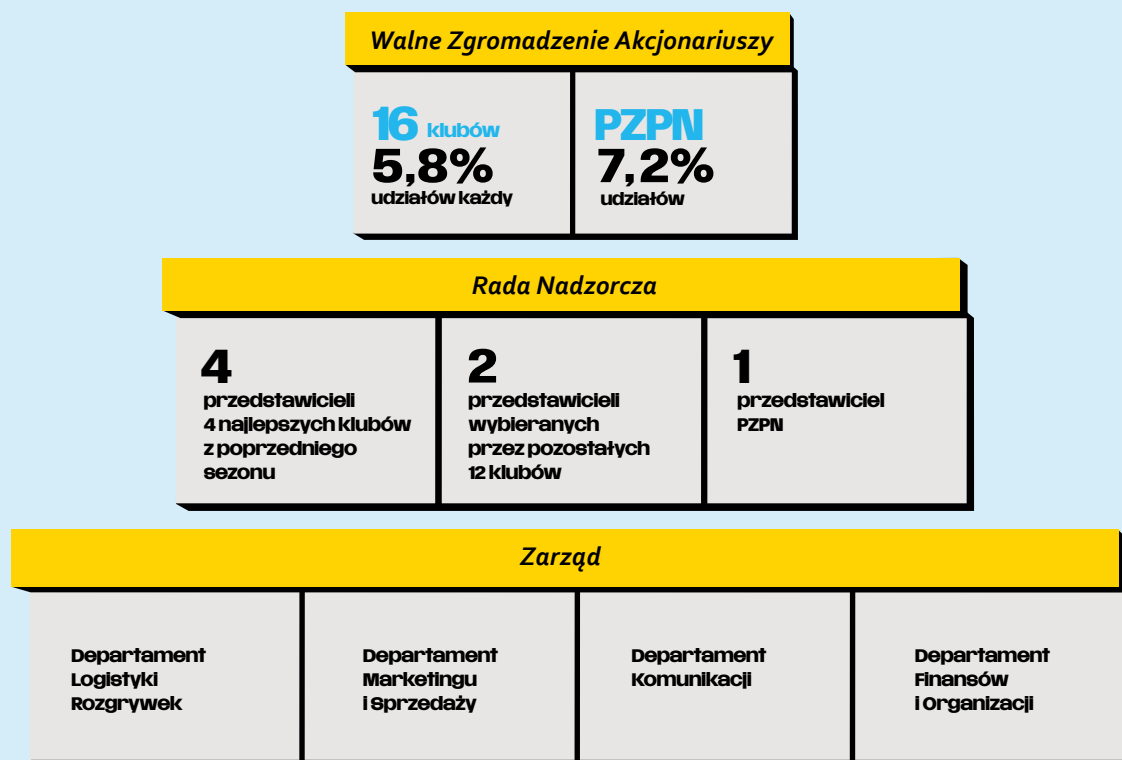 Walne Zgromadzenie Akcjonariuszy
16 klubów
5,8%
udziałów każdy
PZPN
7,2%
udziałów
Rada Nadzorcza
4
przedstawicieli
4 najlepszych klubów
z poprzedniego
sezonu
2
przedstawicieli
wybieranych
przez pozostałych
12 klubów
1
przedstawiciel
PZPN
Zarząd
Departament
Logistyki
Rozgrywek
Departament
Marketingu
i Sprzedaży
Departament
Komunikacji
Departament
Finansów
i Organizacji